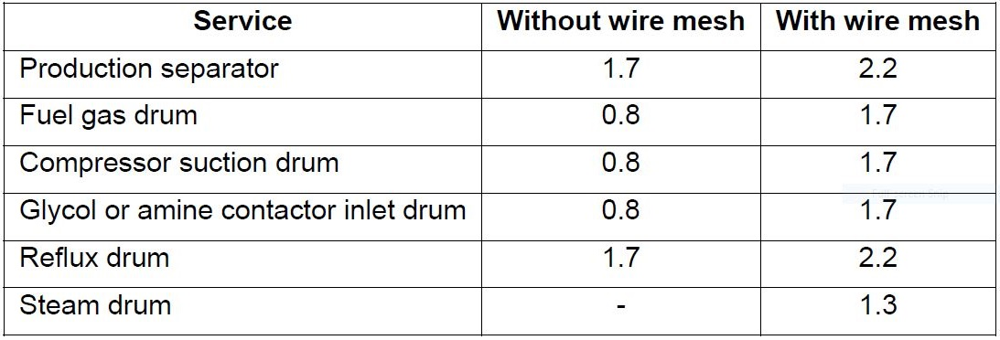 Service Without wire mesh With wire mesh
Production separator 1.7 2.2
Fuel gas drum 0.8 1.7
Compressor suction drum 0.8 1.7
Glycol or amine contactor inlet drum 0.8 1.7
Reflux drum 1.7 2.2
Steam drum - 1.3